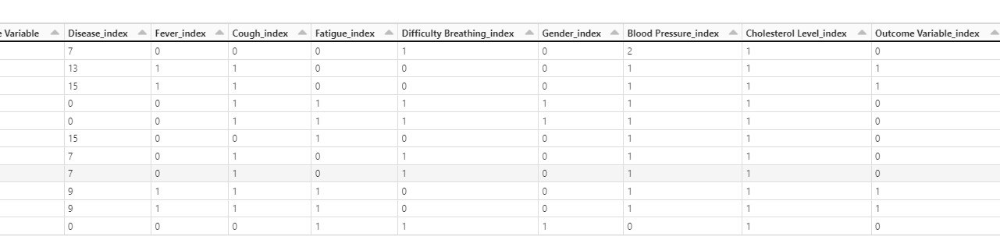 e Variable Disease_index Fever_index Cough_index Fatigue_index Difficulty Breathing_index Gender_index Blood Pressure_index Cholesterol Level_index Outcome Variable_index
7 0 0 0 1 0 2 1 0
13 1 1 0 0 0 1 1 1
15 1 1 0 0 0 1 1 1
0 0 1 1 1 1 1 1 0
0 0 1 1 1 1 1 1 0
15 0 0 1 0 0 1 1 0
7 0 1 0 1 0 1 1 0
7 0 1 0 1 0 1 1 0
9 1 1 1 0 0 1 1 1
9 1 1 1 0 0 1 1 1
0 0 0 1 1 1 0 1 0